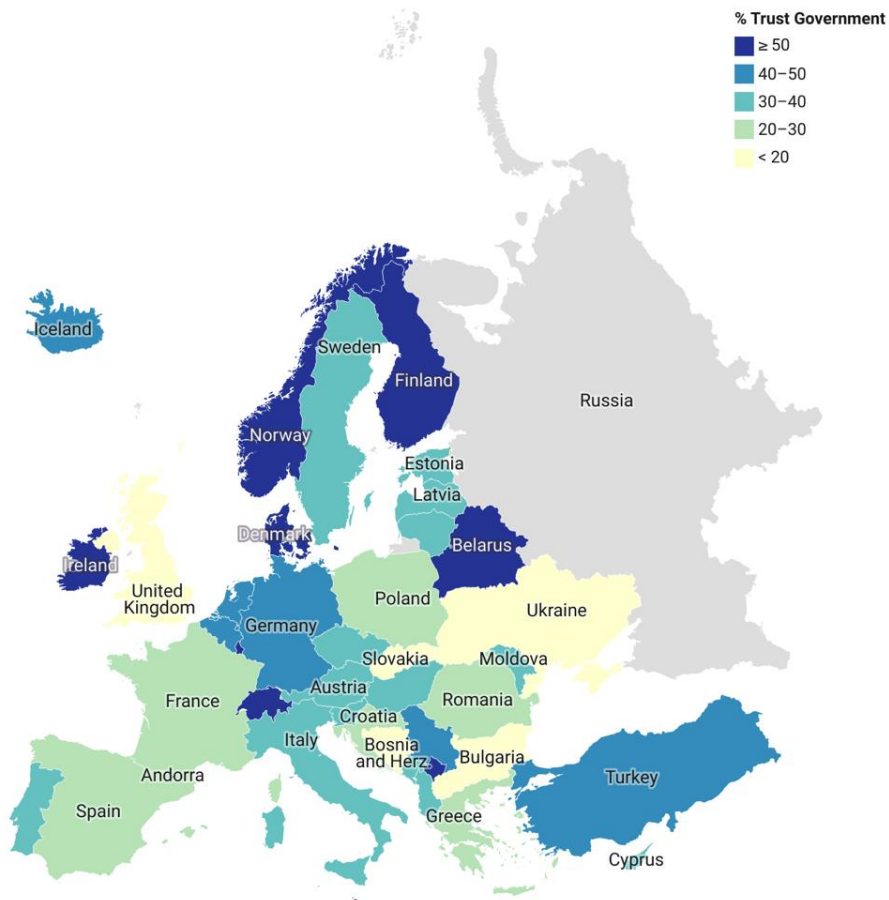 % Trust Government
≥ 50
40–50
30–40
20–30
< 20
Iceland
Sweden
Finland
Russia
Norway
Estonia
Latvia
Denmark
Belarus
Ireland
United
Kingdom
Poland
Ukraine
Germany
Slovakia
Moldova
Austria
France
Romania
Croatia
Italy
Bosnia
and Herz.
Bulgaria
Andorra
Turkey
Spain
Greece
Cyprus